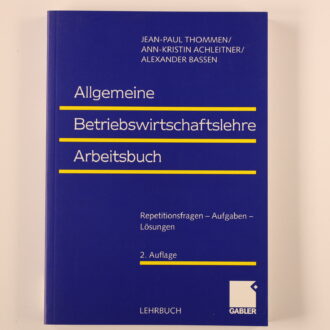 JEAN-PAUL THOMMEN/
ANN-KRISTIN ACHLEITNER/
ALEXANDER BASSEN
Allgemeine
Betriebswirtschaftslehre
Arbeitsbuch
Repetitionsfragen – Aufgaben –
Lösungen
2. Auflage
LEHRBUCH
GABLER